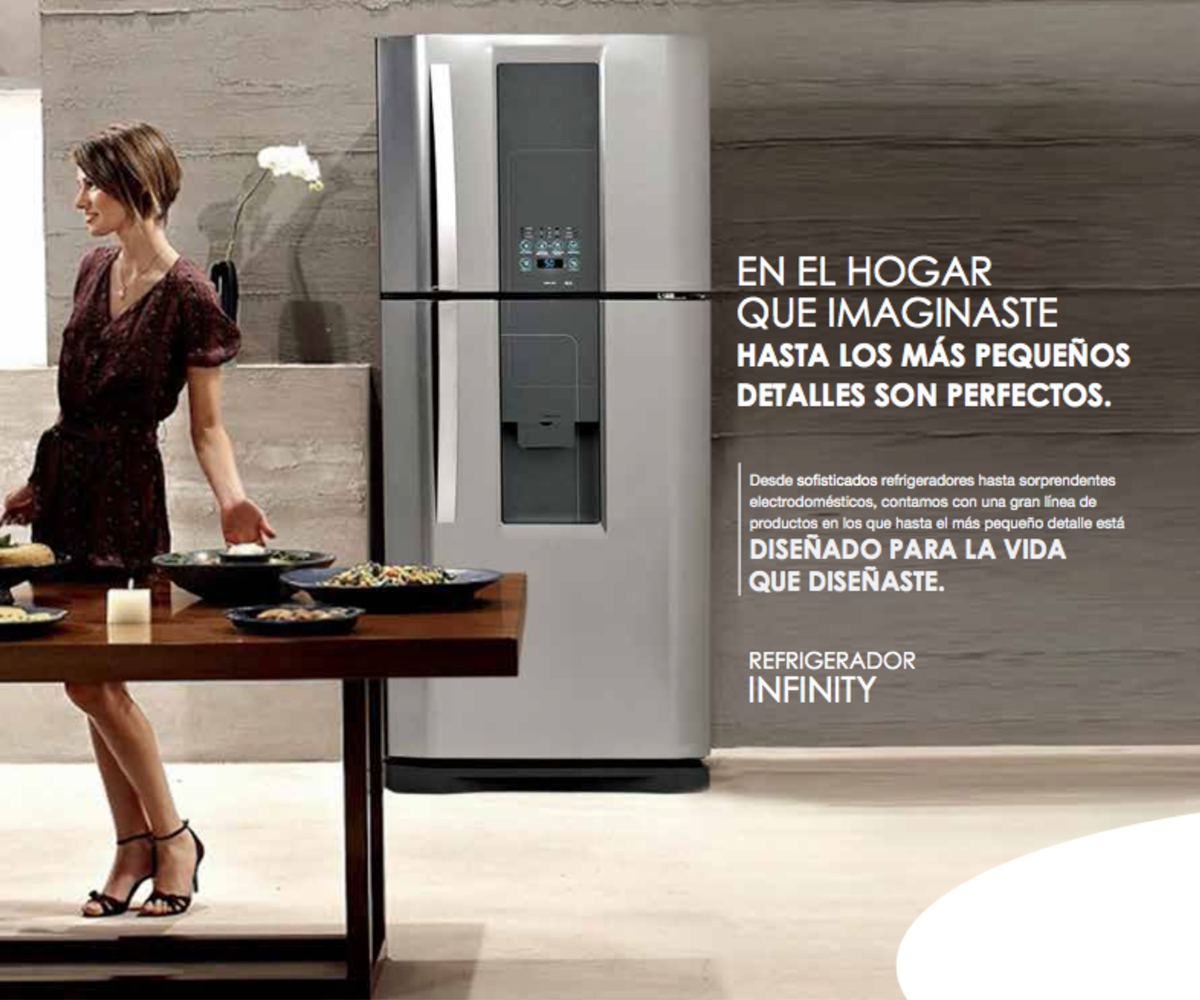 EN EL HOGAR
QUE IMAGINASTE
HASTA LOS MÁS PEQUEÑOS
DETALLES SON PERFECTOS.
Desde sofisticados refrigeradores hasta sorprendentes
electrodomésticos, contamos con una gran línea de
productos en los que hasta el más pequeño detalle está
DISEÑADO PARA LA VIDA
QUE DISEÑASTE.
REFRIGERADOR
INFINITY